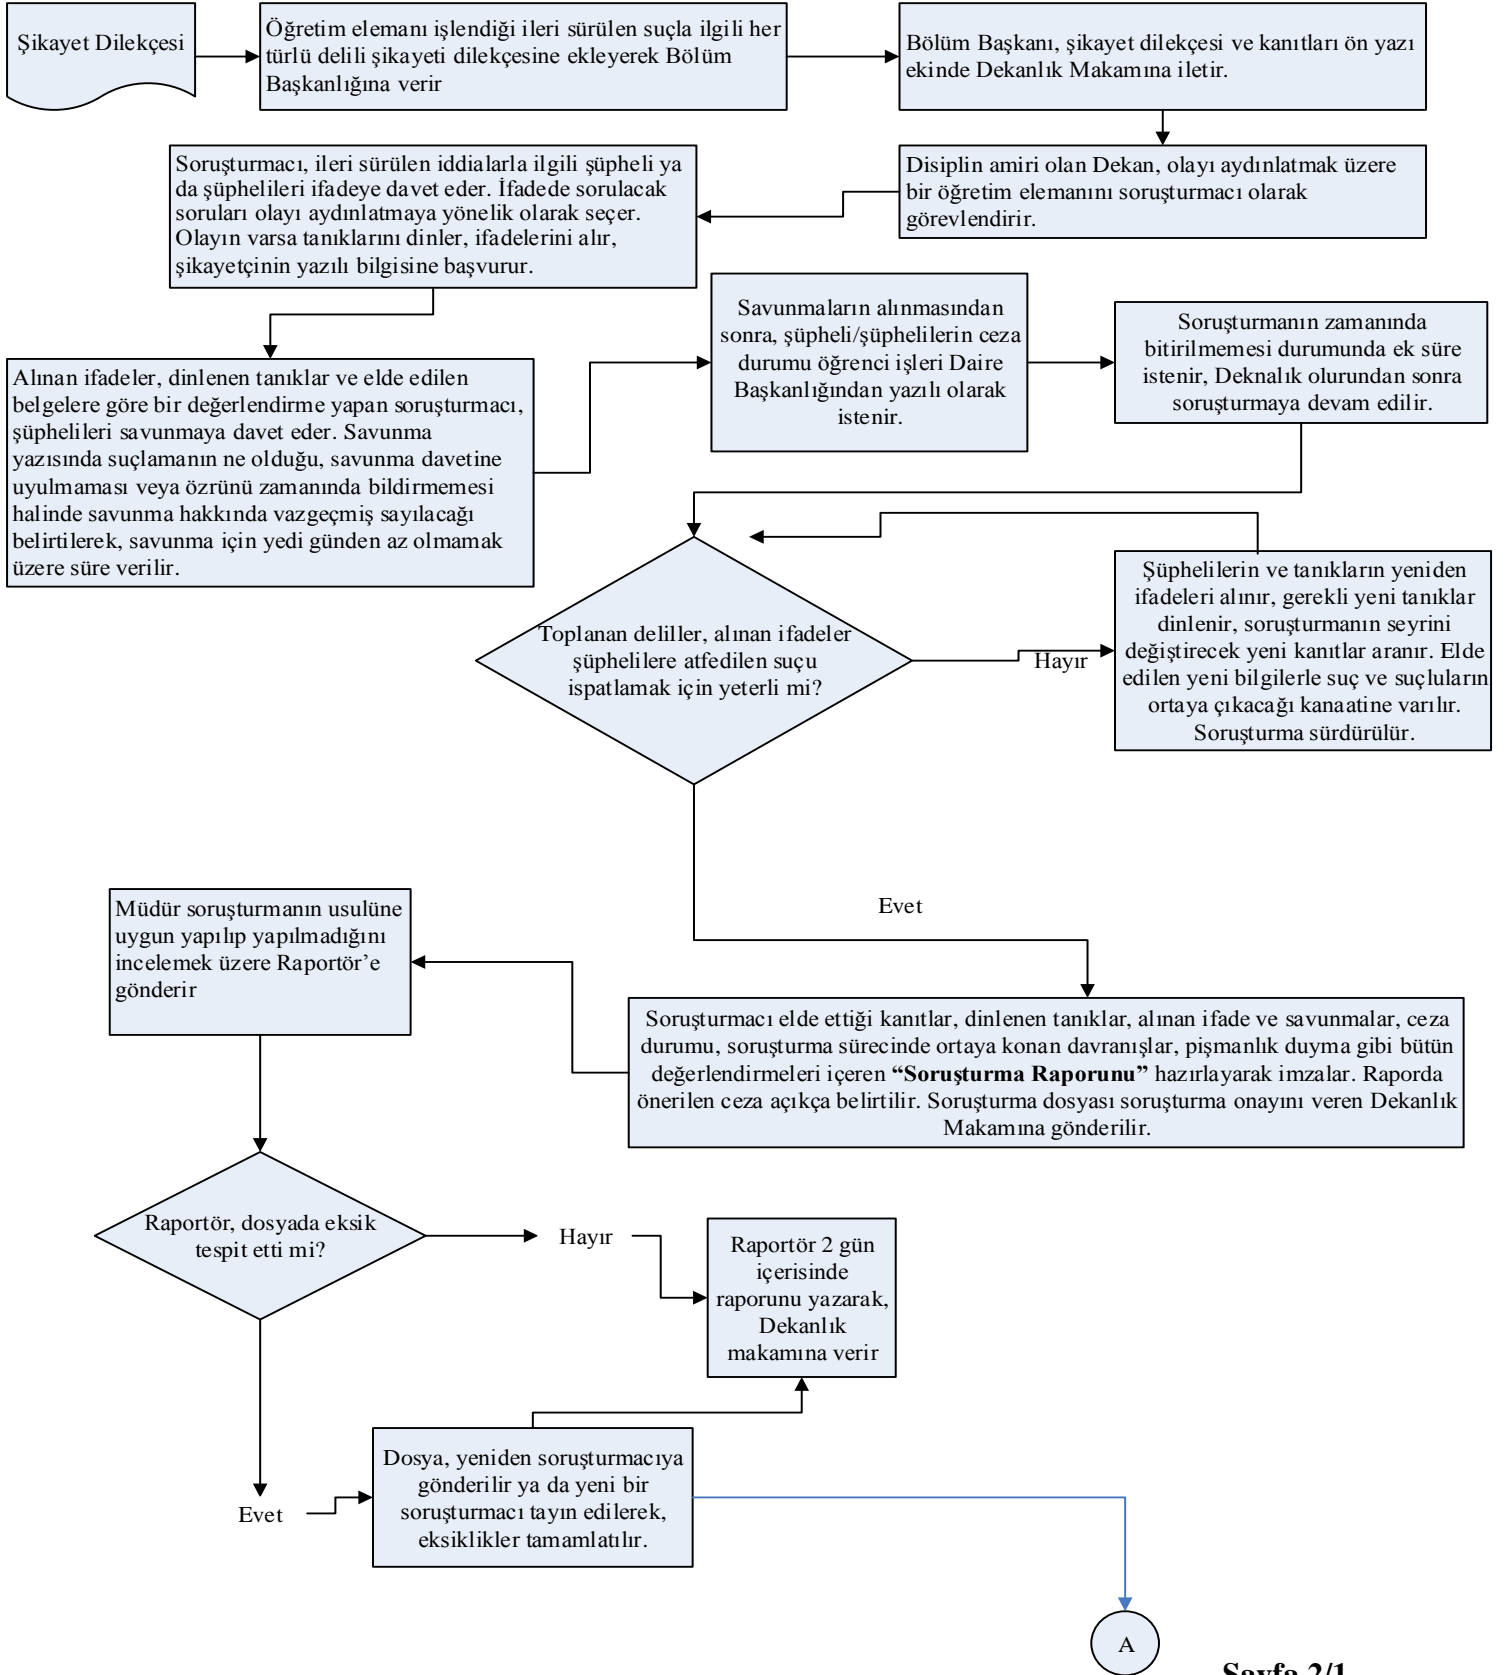 Şikayet Dilekçesi
Öğretim elemanı işlendiği ileri sürülen suçla ilgili her
türlü delili şikayeti dilekçesine ekleyerek Bölüm
Başkanlığına verir
Bölüm Başkanı, şikayet dilekçesi ve kanıtları ön yazı
ekinde Dekanlık Makamına iletir.
Disiplin amiri olan Dekan, olayı aydınlatmak üzere
bir öğretim elemanını soruşturmacı olarak
görevlendirir.
Soruşturmacı, ileri sürülen iddialarla ilgili şüpheli ya
da şüphelileri ifadeye davet eder. İfadede sorulacak
soruları olayı aydınlatmaya yönelik olarak seçer.
Olayın varsa tanıklarını dinler, ifadelerini alır,
şikayetçinin yazılı bilgisine başvurur.
Alınan ifadeler, dinlenen tanıklar ve elde edilen
belgelere göre bir değerlendirme yapan soruşturmacı,
şüphelileri savunmaya davet eder. Savunma
yazısında suçlamanın ne olduğu, savunma davetine
uyulmaması veya özrünü zamanında bildirmemesi
halinde savunma hakkında vazgeçmiş sayılacağı
belirtilerek, savunma için yedi günden az olmamak
üzere süre verilir.
Savunmaların alınmasından
sonra, şüpheli/şüphelilerin ceza
durumu öğrenci işleri Daire
Başkanlığından yazılı olarak
istenir.
Soruşturmanın zamanında
bitirilmemesi durumunda ek süre
istenir, Deknalık olurundan sonra
soruşturmaya devam edilir.
Toplanan deliller, alınan ifadeler
şüphelilere atfedilen suçu
ispatlamak için yeterli mi?
Hayır
Şüphelilerin ve tanıkların yeniden
ifadeleri alınır, gerekli yeni tanıklar
dinlenir, soruşturmanın seyrini
değiştirecek yeni kanıtlar aranır. Elde
edilen yeni bilgilerle suç ve suçluların
ortaya çıkacağı kanaatine varılır.
Soruşturma sürdürülür.
Evet
Soruşturmacı elde ettiği kanıtlar, dinlenen tanıklar, alınan ifade ve savunmalar, ceza
durumu, soruşturma sürecinde ortaya konan davranışlar, pişmanlık duyma gibi bütün
değerlendirmeleri içeren “Soruşturma Raporunu” hazırlayarak imzalar. Raporda
önerilen ceza açıkça belirtilir. Soruşturma dosyası soruşturma onayını veren Dekanlık
Makamına gönderilir.
Müdür soruşturmanın usulüne
uygun yapılıp yapılmadığını
incelemek üzere Raportör’e
gönderir
Raportör, dosyada eksik
tespit etti mi?
Hayır
Raportör 2 gün
içerisinde
raporunu yazarak,
Dekanlık
makamına verir
Evet
Dosya, yeniden soruşturmacıya
gönderilir ya da yeni bir
soruşturmacı tayin edilerek,
eksiklikler tamamlatılır.
A
Sayfa 2/1